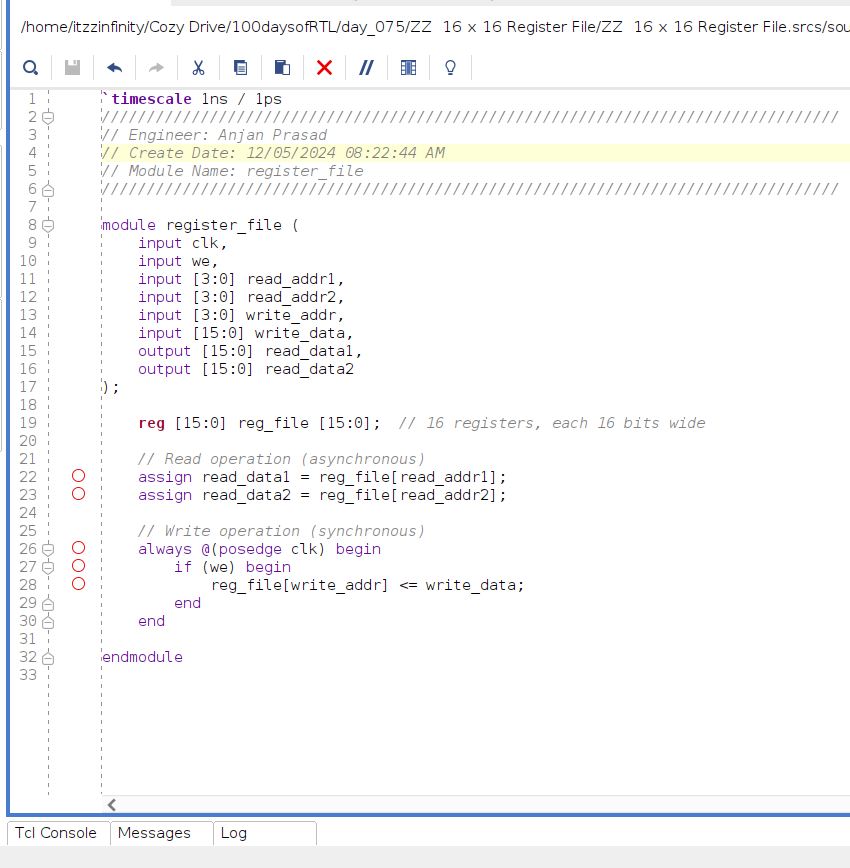 /home/itzzinfinity/Cozy Drive/100daysofRTL/day_075/ZZ 16 x 16 Register File/ZZ 16 x 16 Register File.srcs/sou
1 `timescale 1ns / 1ps
2 //////////////////////////////////////////////////////////////////////////////////
3 // Engineer: Anjan Prasad
4 // Create Date: 12/05/2024 08:22:44 AM
5 // Module Name: register_file
6 //////////////////////////////////////////////////////////////////////////////////
7
8 module register_file (
9 input clk,
10 input we,
11 input [3:0] read_addr1,
12 input [3:0] read_addr2,
13 input [3:0] write_addr,
14 input [15:0] write_data,
15 output [15:0] read_data1,
16 output [15:0] read_data2
17 );
18
19 reg [15:0] reg_file [15:0]; // 16 registers, each 16 bits wide
20
21 // Read operation (asynchronous)
22 assign read_data1 = reg_file[read_addr1];
23 assign read_data2 = reg_file[read_addr2];
24
25 // Write operation (synchronous)
26 always @(posedge clk) begin
27 if (we) begin
28 reg_file[write_addr] <= write_data;
29 end
30 end
31
32 endmodule
33
Tcl Console Messages Log